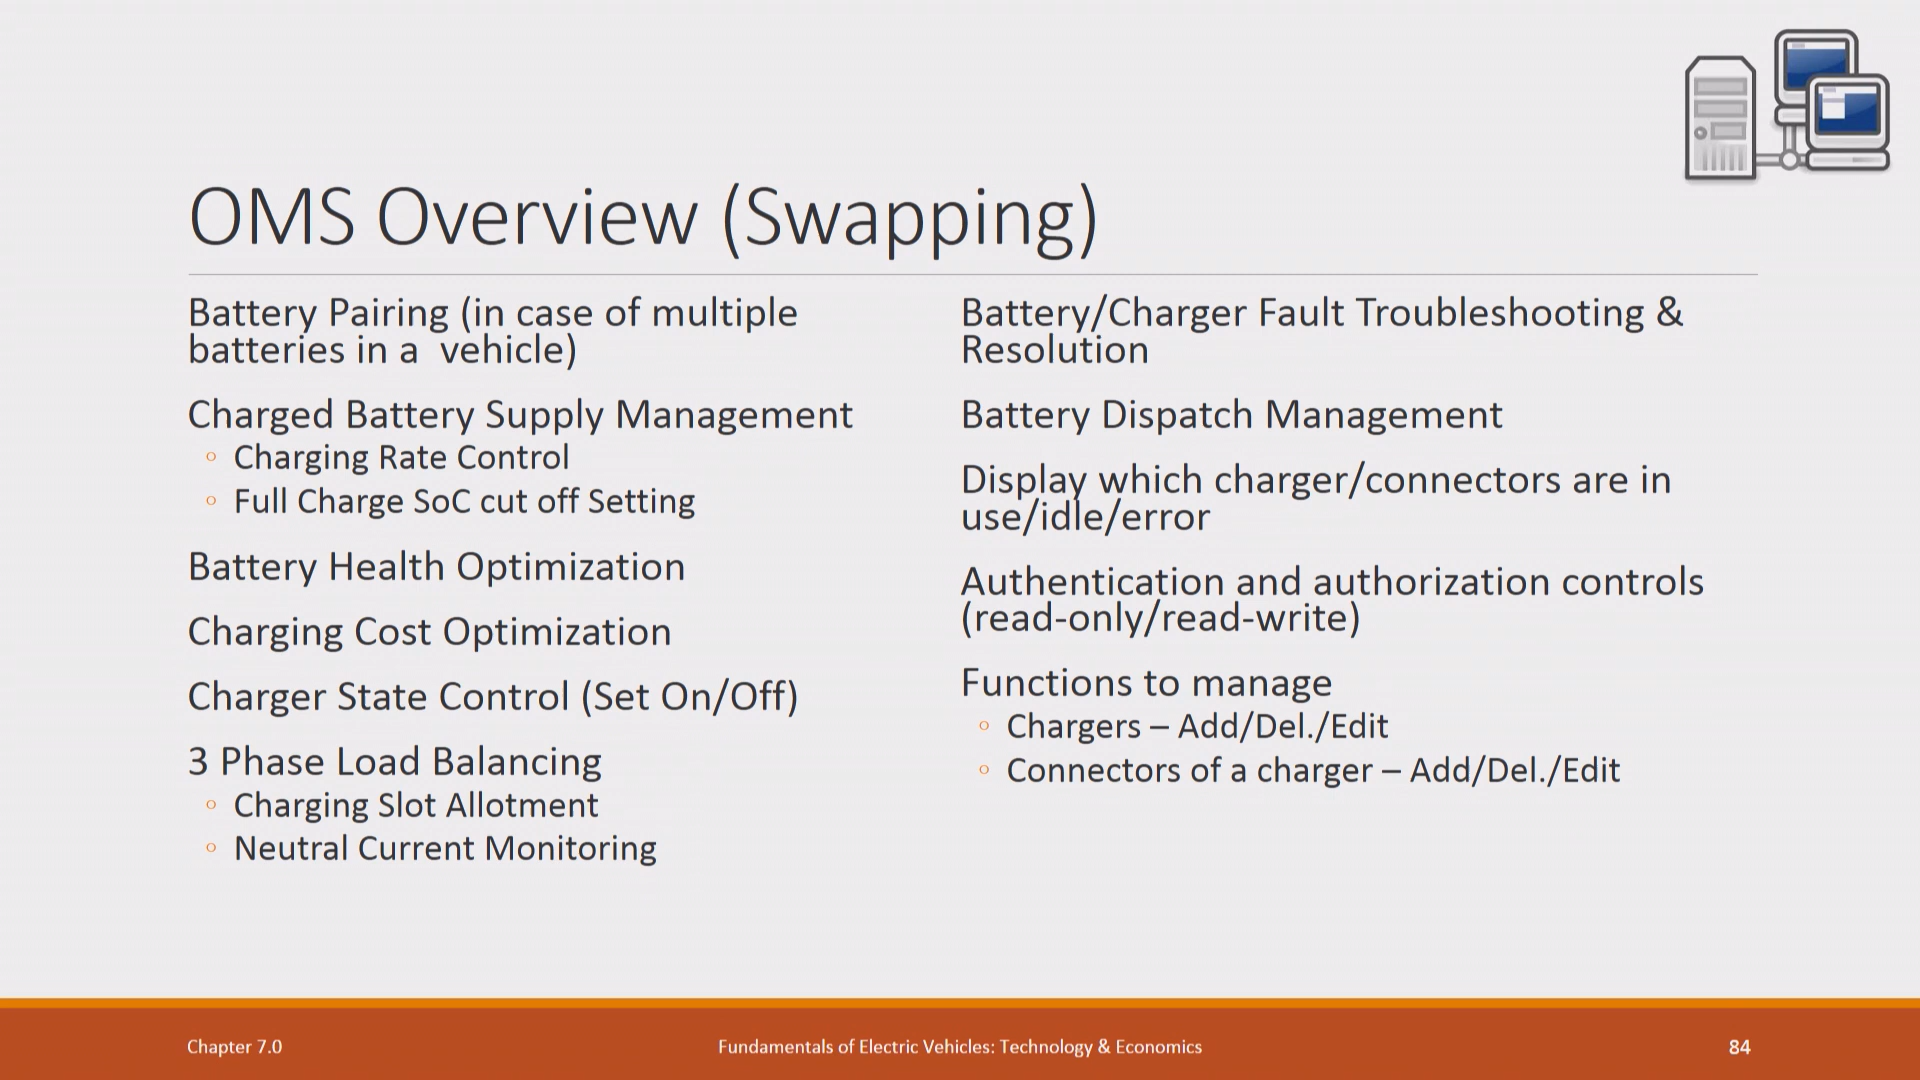 OMS Overview (Swapping)
Battery Pairing (in case of multiple
batteries in a  vehicle)
Charged Battery Supply Management
◦ Charging Rate Control
◦ Full Charge SoC cut off Setting
Battery Health Optimization
Charging Cost Optimization
Charger State Control (Set On/Off)
3 Phase Load Balancing
◦ Charging Slot Allotment
◦ Neutral Current Monitoring
Battery/Charger Fault Troubleshooting &
Resolution
Battery Dispatch Management
Display which charger/connectors are in
use/idle/error
Authentication and authorization controls
(read-only/read-write)
Functions to manage
◦ Chargers – Add/Del./Edit
◦ Connectors of a charger – Add/Del./Edit
Chapter 7.0
Fundamentals of Electric Vehicles: Technology & Economics
84